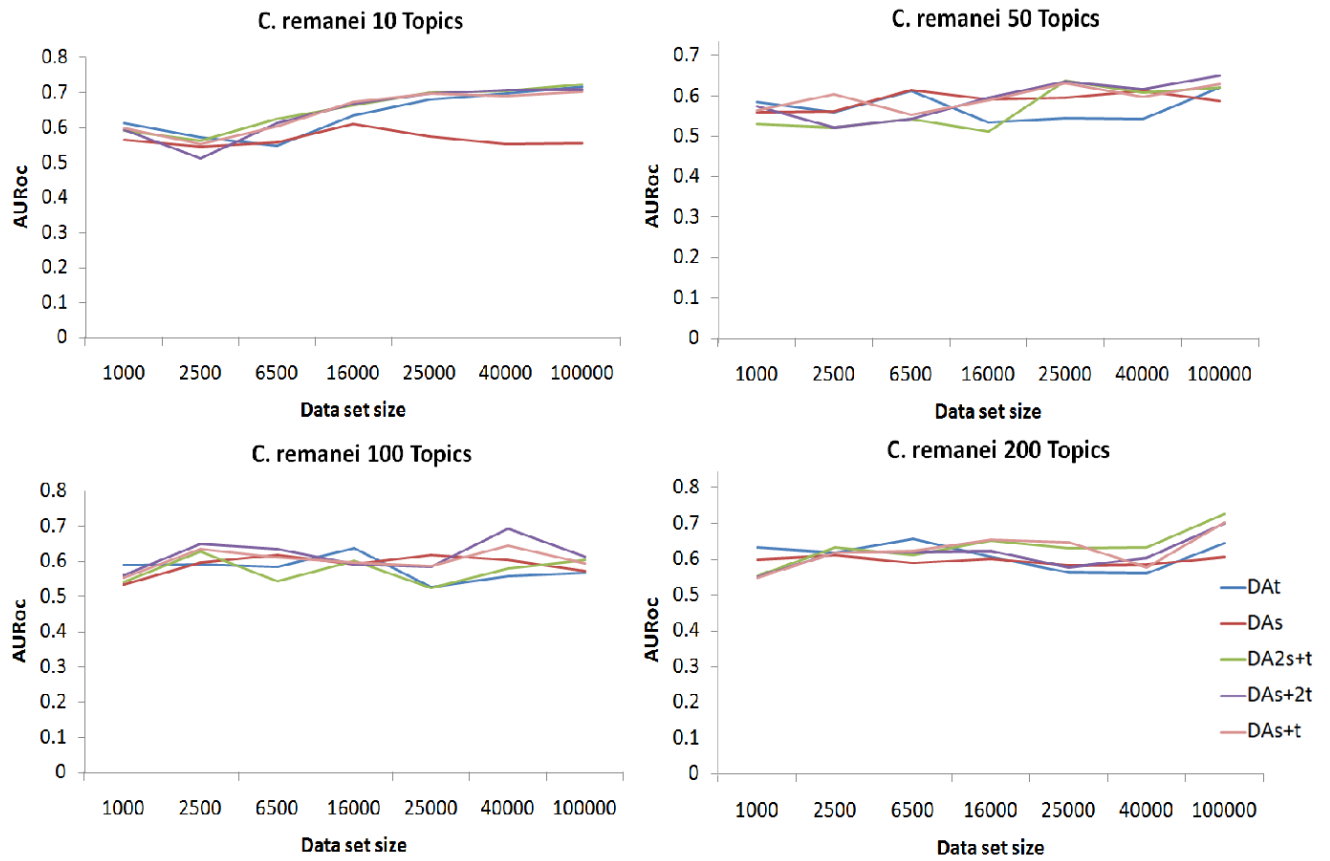 C. remanei 10 Topics
0.8
0.7
0.6
0.5
0.4
0.3
0.2
0.1
0
AURoc
1000 2500 6500 16000 25000 40000 100000
Data set size
C. remanei 50 Topics
0.7
0.6
0.5
0.4
0.3
0.2
0.1
0
AURoc
1000 2500 6500 16000 25000 40000 100000
Data set size
C. remanei 100 Topics
0.8
0.7
0.6
0.5
0.4
0.3
0.2
0.1
0
AURoc
1000 2500 6500 16000 25000 40000 100000
Data set size
C. remanei 200 Topics
0.8
0.7
0.6
0.5
0.4
0.3
0.2
0.1
0
AURoc
1000 2500 6500 16000 25000 40000 100000
Data set size
DAt
DAs
DA2s+t
DAs+2t
DAs+t